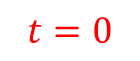 t = 0